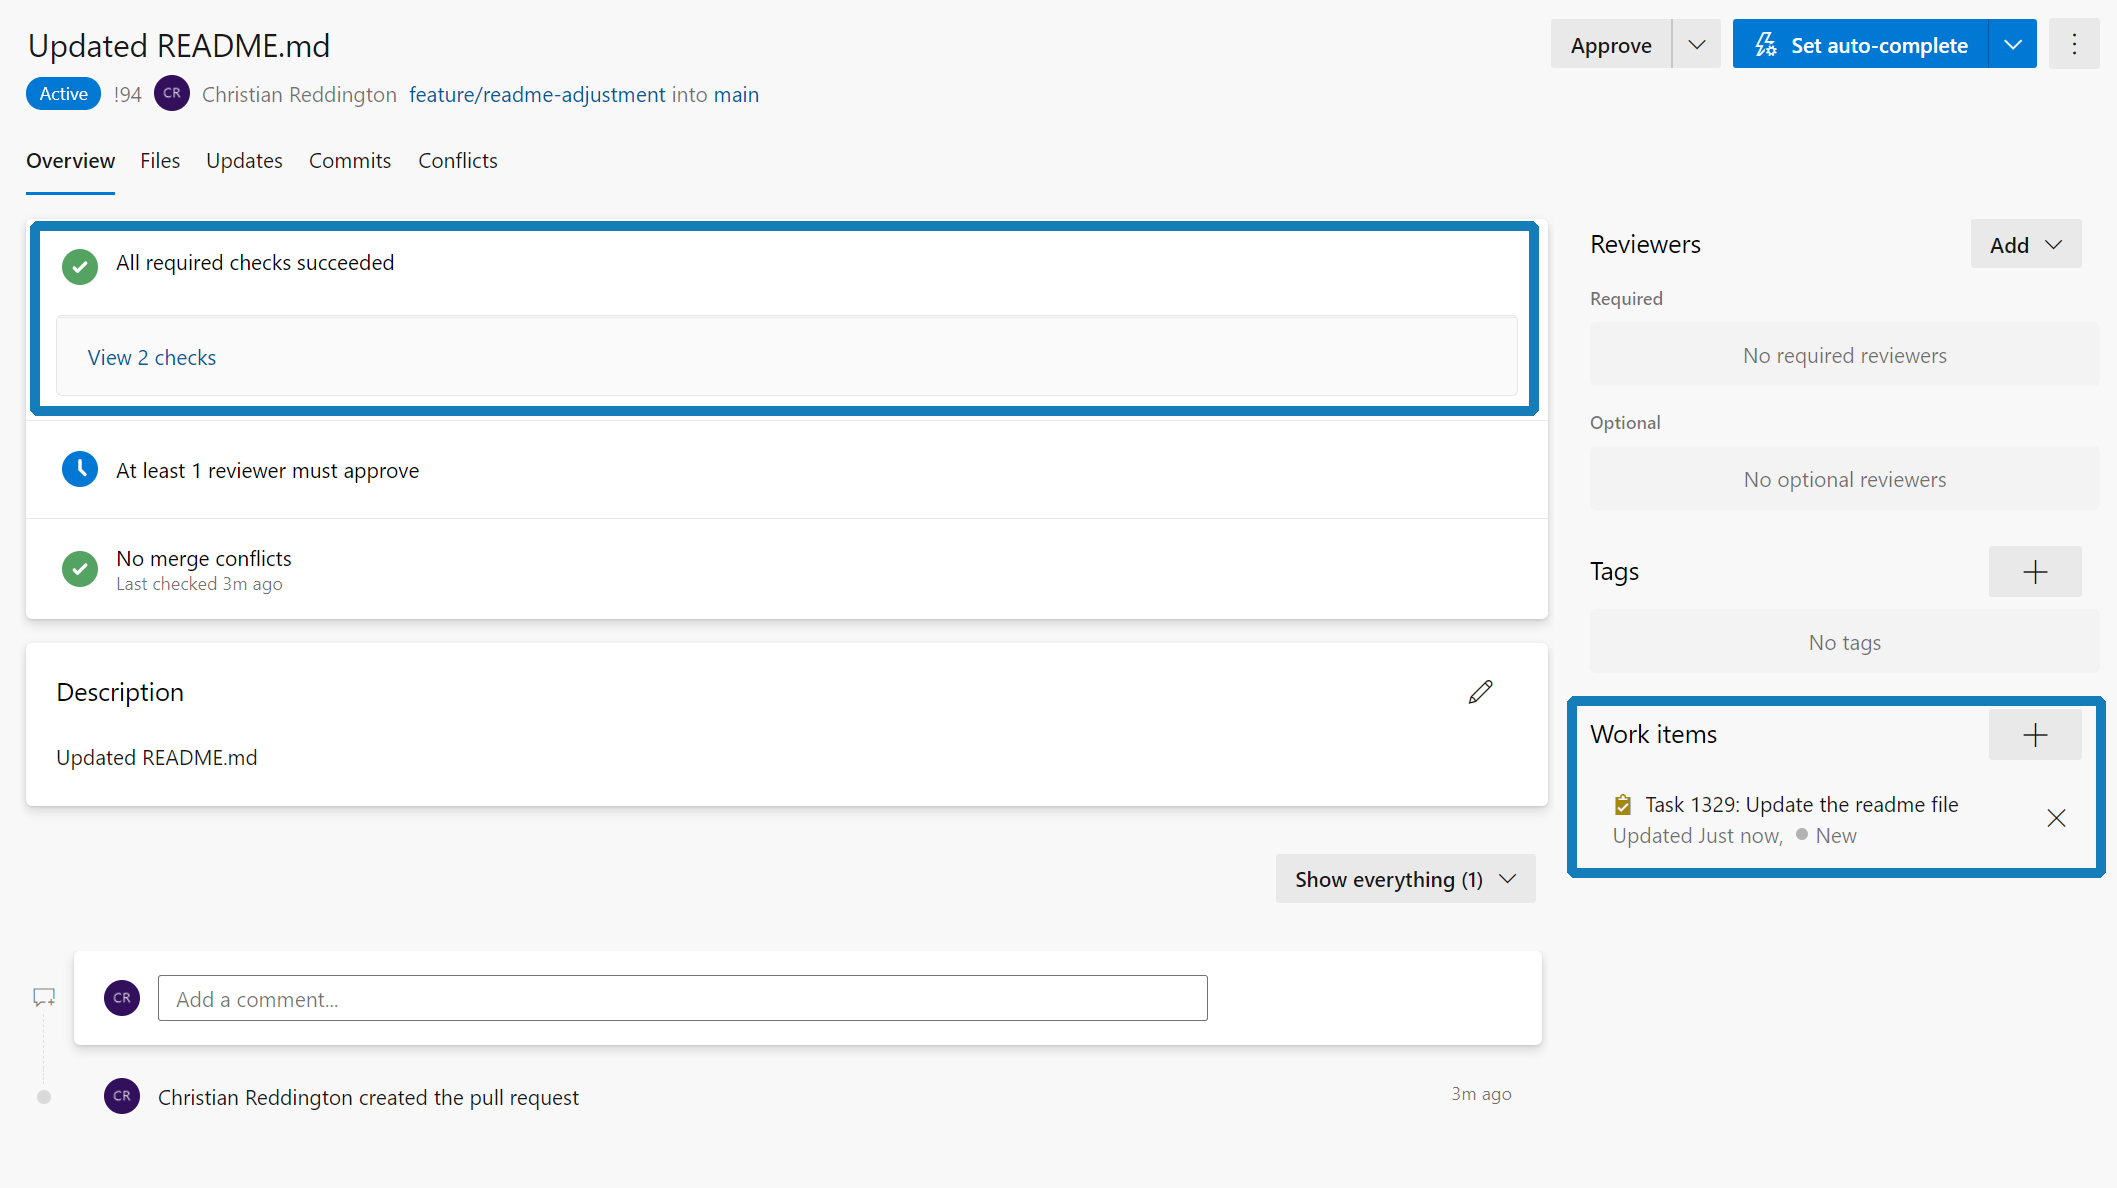 Updated README.md
Approve
Set auto-complete
Active !94 CR Christian Reddington feature/readme-adjustment into main
Overview Files Updates Commits Conflicts
All required checks succeeded
View 2 checks
At least 1 reviewer must approve
No merge conflicts
Last checked 3m ago
Description
Updated README.md
Show everything (1)
CR Add a comment...
CR Christian Reddington created the pull request 3m ago
Reviewers Add
Required
No required reviewers
Optional
No optional reviewers
Tags
No tags
Work items
Task 1329: Update the readme file
Updated Just now, New